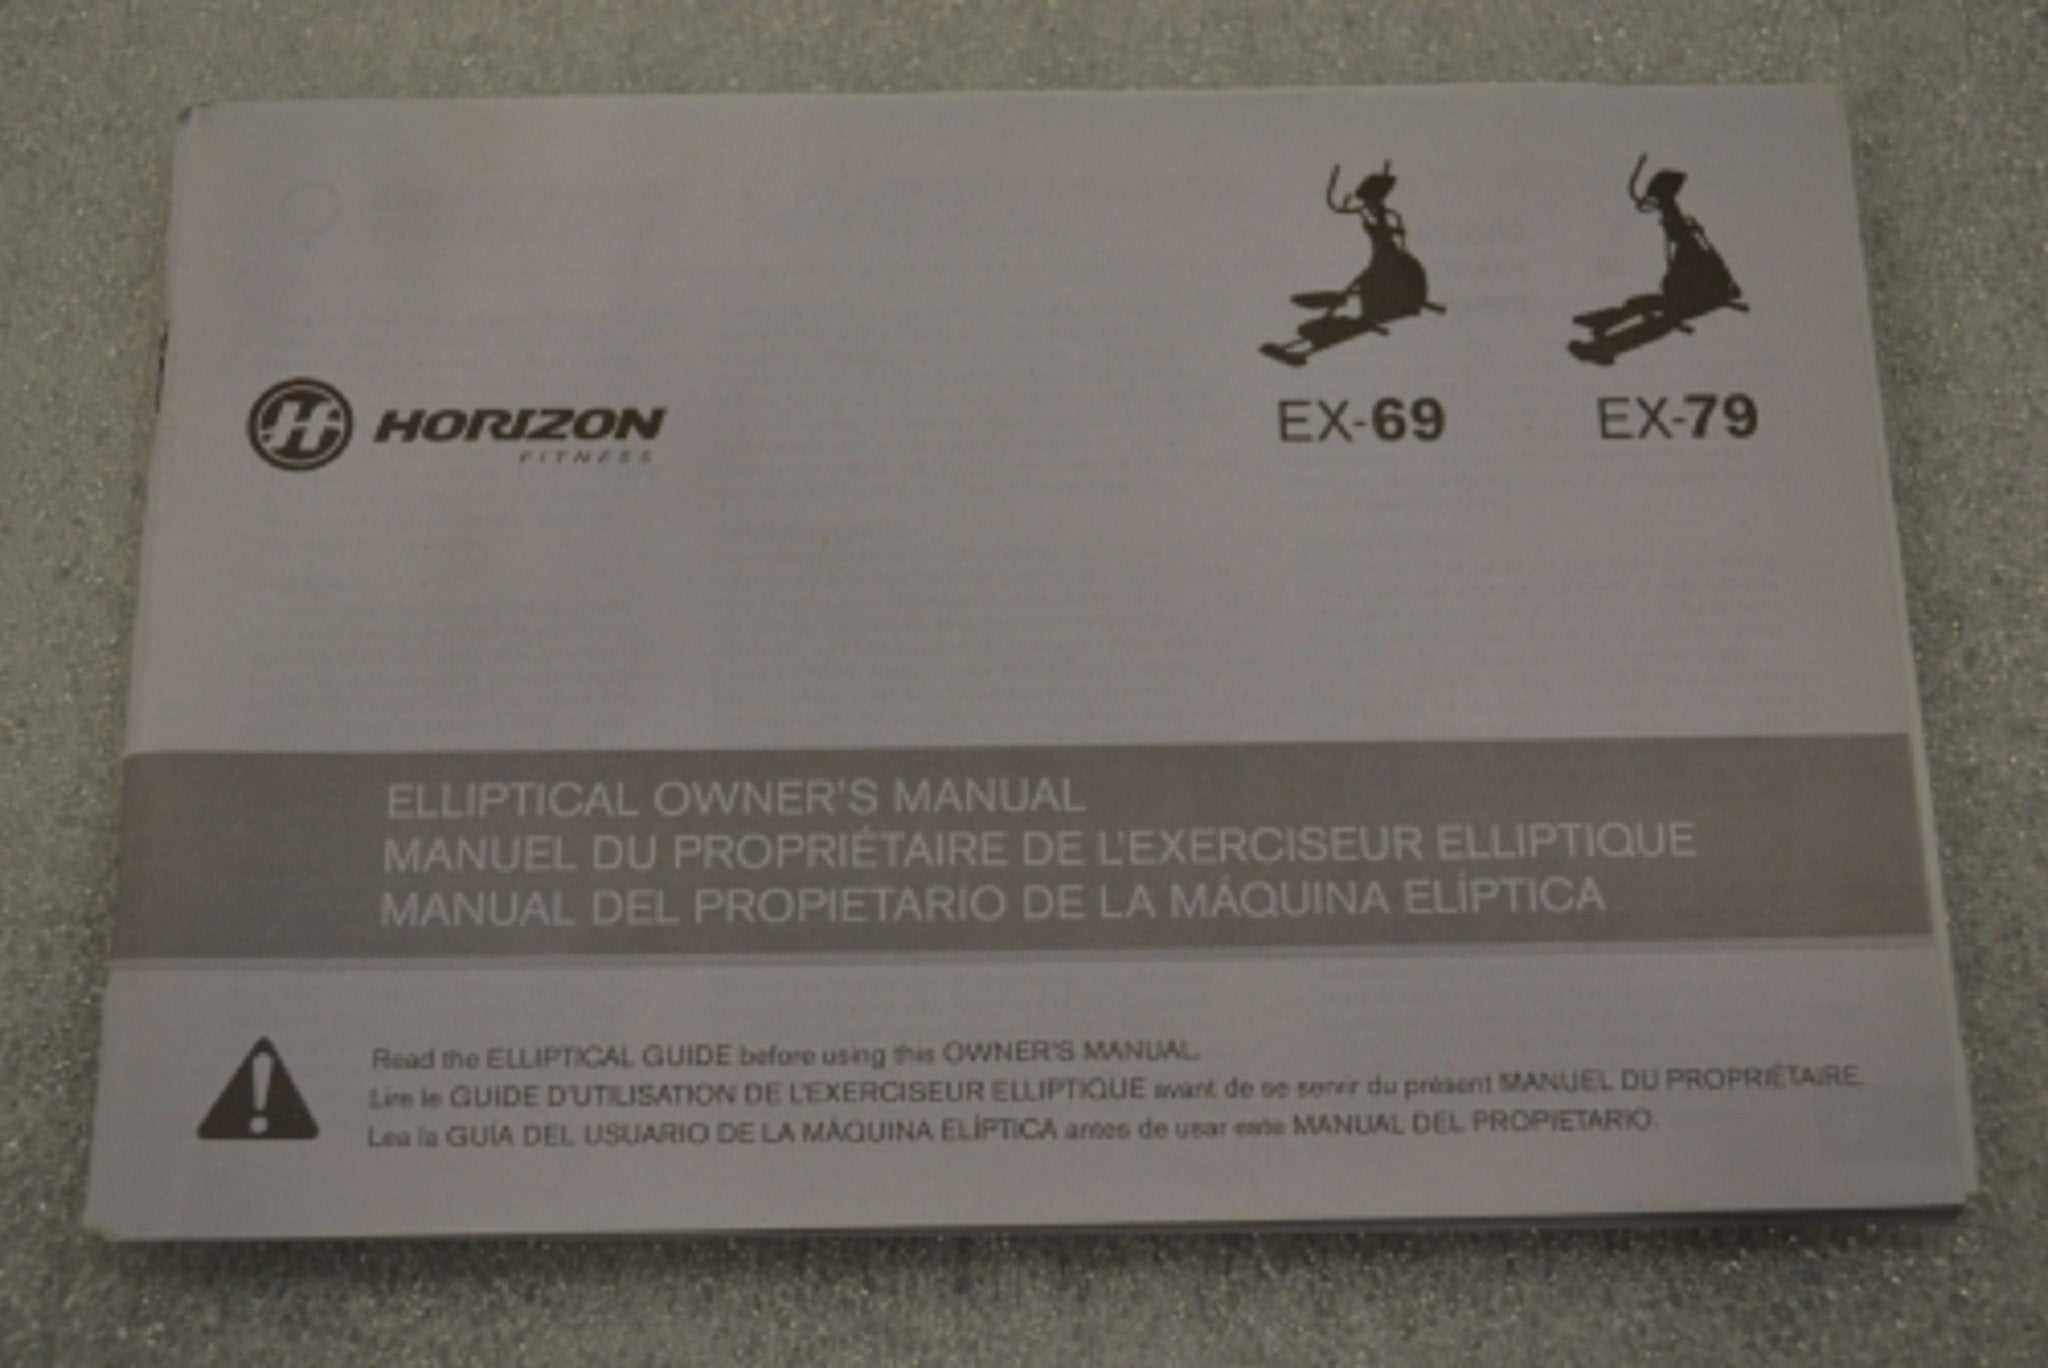 HORIZON
FITNESS
EX-69
EX-79
ELLIPTICAL OWNER'S MANUAL
MANUEL DU PROPRIÉTAIRE DE L'EXERCISEUR ELLIPTIQUE
MANUAL DEL PROPIETARIO DE LA MÁQUINA ELÍPTICA
Read the ELLIPTICAL GUIDE before using this OWNER'S MANUAL.
Lire le GUIDE D'UTILISATION DE L'EXERCISEUR ELLIPTIQUE avant de se servir du présent MANUEL DU PROPRIÉTAIRE.
Lea la GUÍA DEL USUARIO DE LA MÁQUINA ELÍPTICA antes de usar este MANUAL DEL PROPIETARIO.